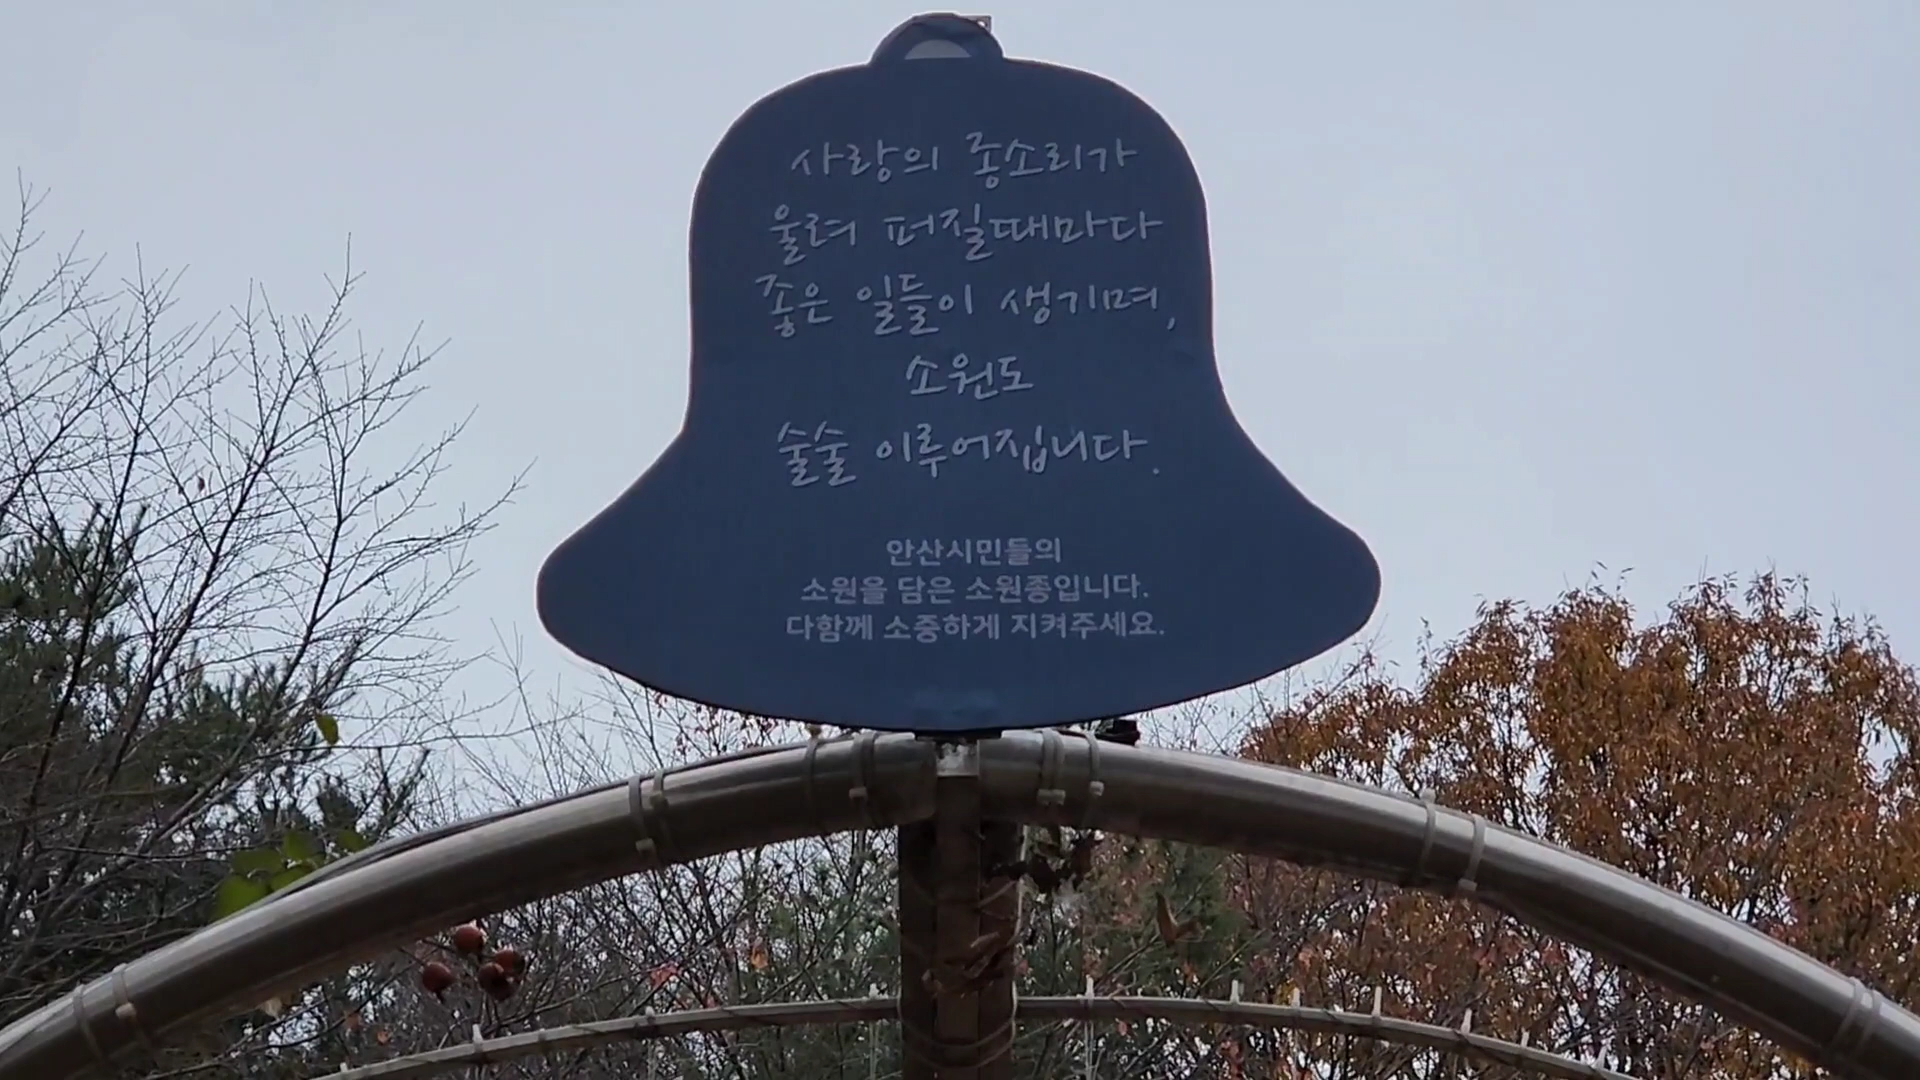 사랑의 종소리가
울려 퍼질때마다
좋은 일들이 생기며,
소원도
술술 이루어집니다.
안산시민들의
소원을 담은 소원종입니다.
다함께 소중하게 지켜주세요.